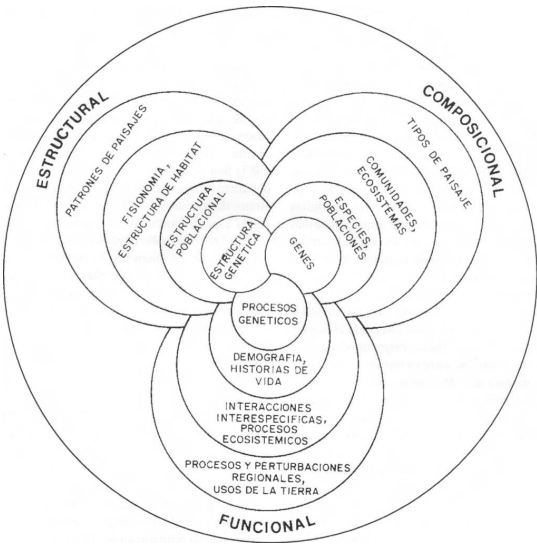 ESTRUCTURAL
PATRONES DE PAISAJES
FISIONOMIA,
ESTRUCTURA DE HABITAT
ESTRUCTURA
POBLACIONAL
ESTRUCTURA
GENETICA
COMPOSICIONAL
TIPOS DE PAISAJE
COMUNIDADES,
ECOSISTEMAS
ESPECIES,
POBLACIONES
GENES
PROCESOS
GENETICOS
DEMOGRAFIA,
HISTORIAS DE
VIDA
INTERACCIONES
INTERESPECIFICAS,
PROCESOS
ECOSISTEMICOS
PROCESOS Y PERTURBACIONES
REGIONALES,
USOS DE LA TIERRA
FUNCIONAL